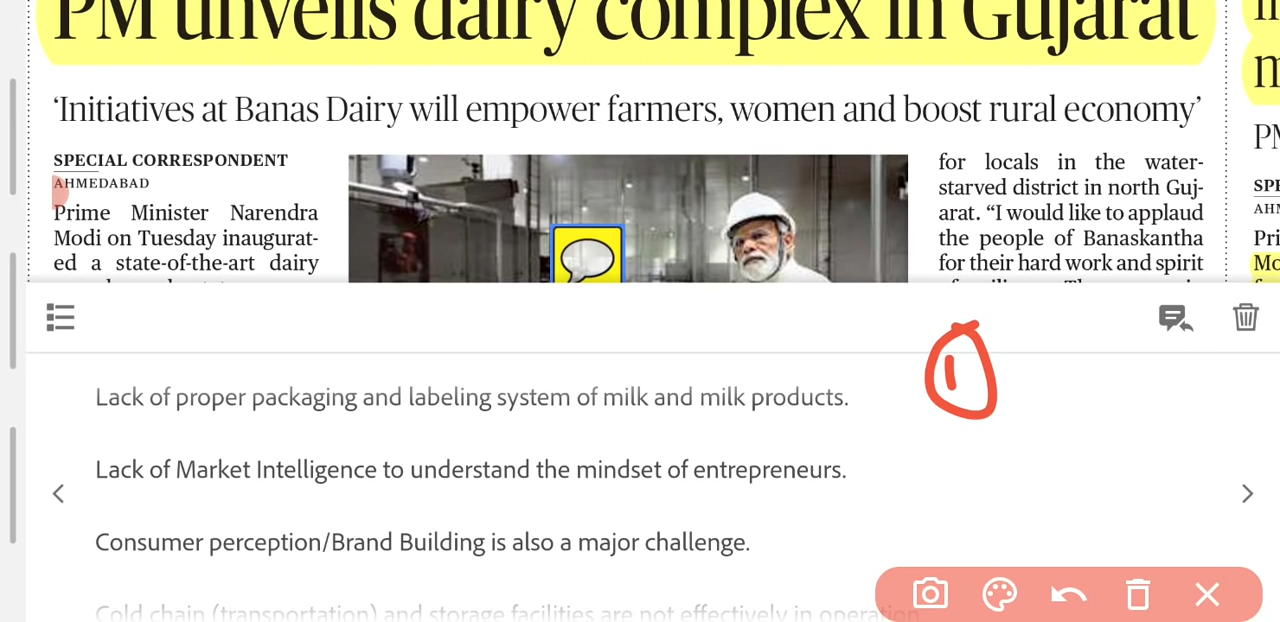 PM unveils dairy complex in Gujarat
'Initiatives at Banas Dairy will empower farmers, women and boost rural economy'
SPECIAL CORRESPONDENT
AHMEDABAD
Prime Minister Narendra
Modi on Tuesday inaugurat-
ed a state-of-the-art dairy
for locals in the water-
starved district in north Guj-
arat. "I would like to applaud
the people of Banaskantha
for their hard work and spirit
PM
SPE
AHM
Pri
Mo
1
Lack of proper packaging and labeling system of milk and milk products.
Lack of Market Intelligence to understand the mindset of entrepreneurs.
Consumer perception/Brand Building is also a major challenge.
Cold chain (transportation) and storage facilities are not effectively in operation